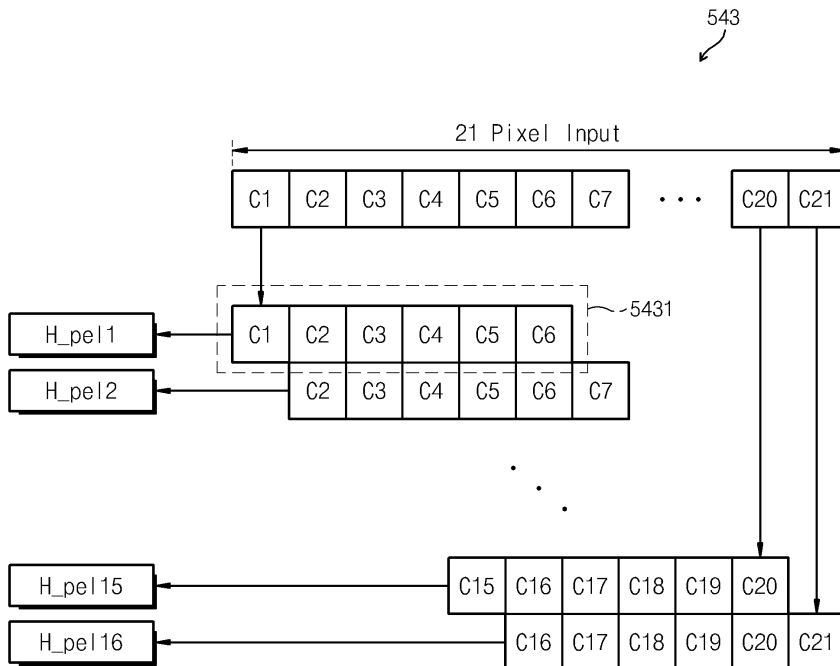 543
21 Pixel Input
C1 C2 C3 C4 C5 C6 C7 ··· C20 C21
5431
H_pel1 C1 C2 C3 C4 C5 C6
H_pel2 C2 C3 C4 C5 C6 C7
H_pel15 C15 C16 C17 C18 C19 C20
H_pel16 C16 C17 C18 C19 C20 C21